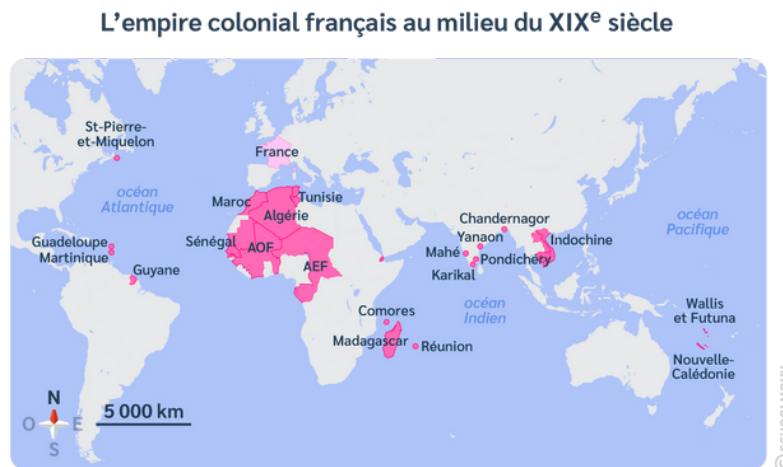 L'empire colonial français au milieu du XIXe siècle
St-Pierre-
et-Miquelon
France
océan
Atlantique
Maroc
Tunisie
Algérie
Sénégal
AOF
AEF
Guadeloupe
Martinique
Guyane
Chandernagor
Yanaon
Mahé
Pondichéry
Karikal
Indochine
océan
Pacifique
océan
Indien
Comores
Madagascar
Réunion
Wallis
et Futuna
Nouvelle-
Calédonie
N
O E
S
5 000 km
© SCHOOLMOUV